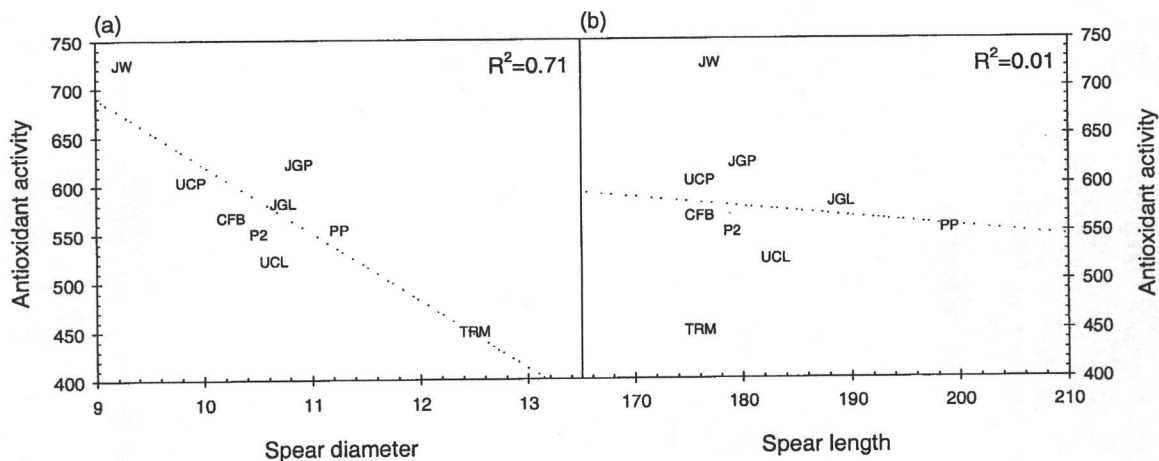 (a)
(b)
750
700
650
600
550
500
450
400
Antioxidant activity
JW
R²=0.71
JGP
UCP
JGL
CFB
P2
PP
UCL
TRM
9
10
11
12
13
Spear diameter
JW
R²=0.01
JGP
UCP
JGL
CFB
P2
PP
UCL
TRM
170
180
190
200
210
Spear length
750
700
650
600
550
500
450
400
Antioxidant activity